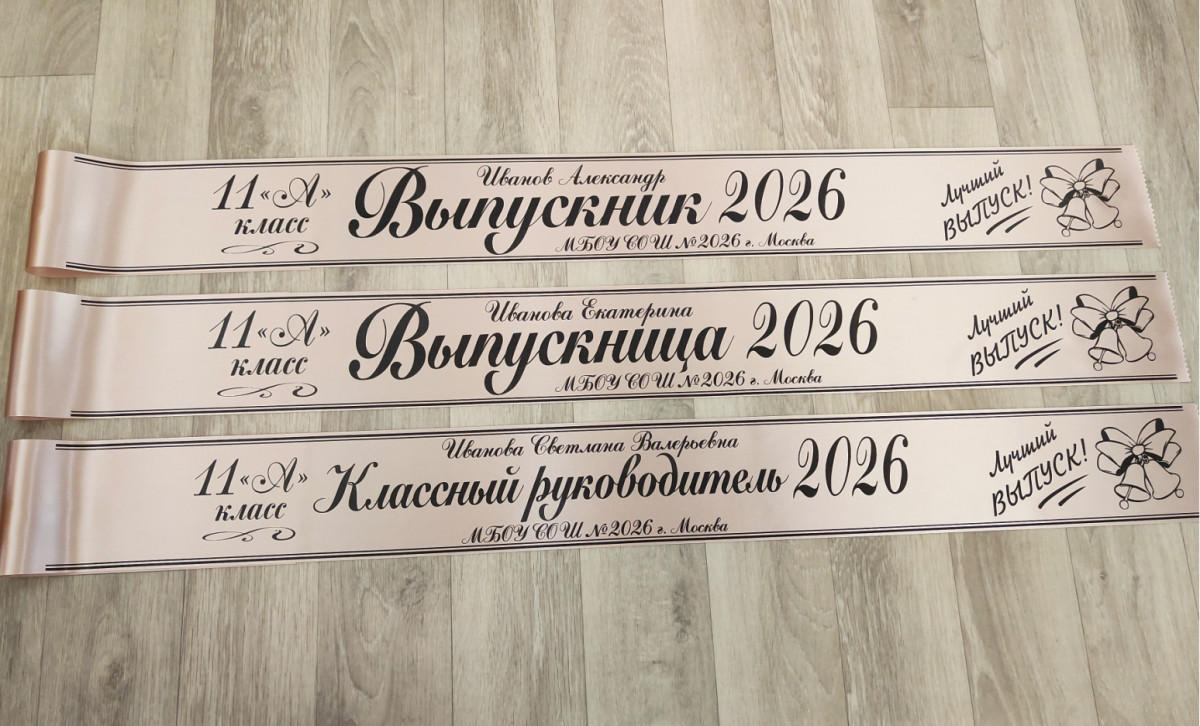 11 «А»
класс
Иванов Александр
Выпускник 2026
МБОУ СОШ №2026 г. Москва
Лучший
ВЫПУСК!
11 «А»
класс
Иванова Екатерина
Выпускница 2026
МБОУ СОШ №2026 г. Москва
Лучший
ВЫПУСК!
11 «А»
класс
Иванова Светлана Валерьевна
Классный руководитель 2026
МБОУ СОШ №2026 г. Москва
Лучший
ВЫПУСК!